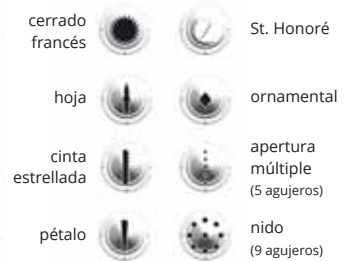 cerrado
francés
St. Honoré
hoja
ornamental
cinta
estrellada
apertura
múltiple
(5 agujeros)
pétalo
nido
(9 agujeros)